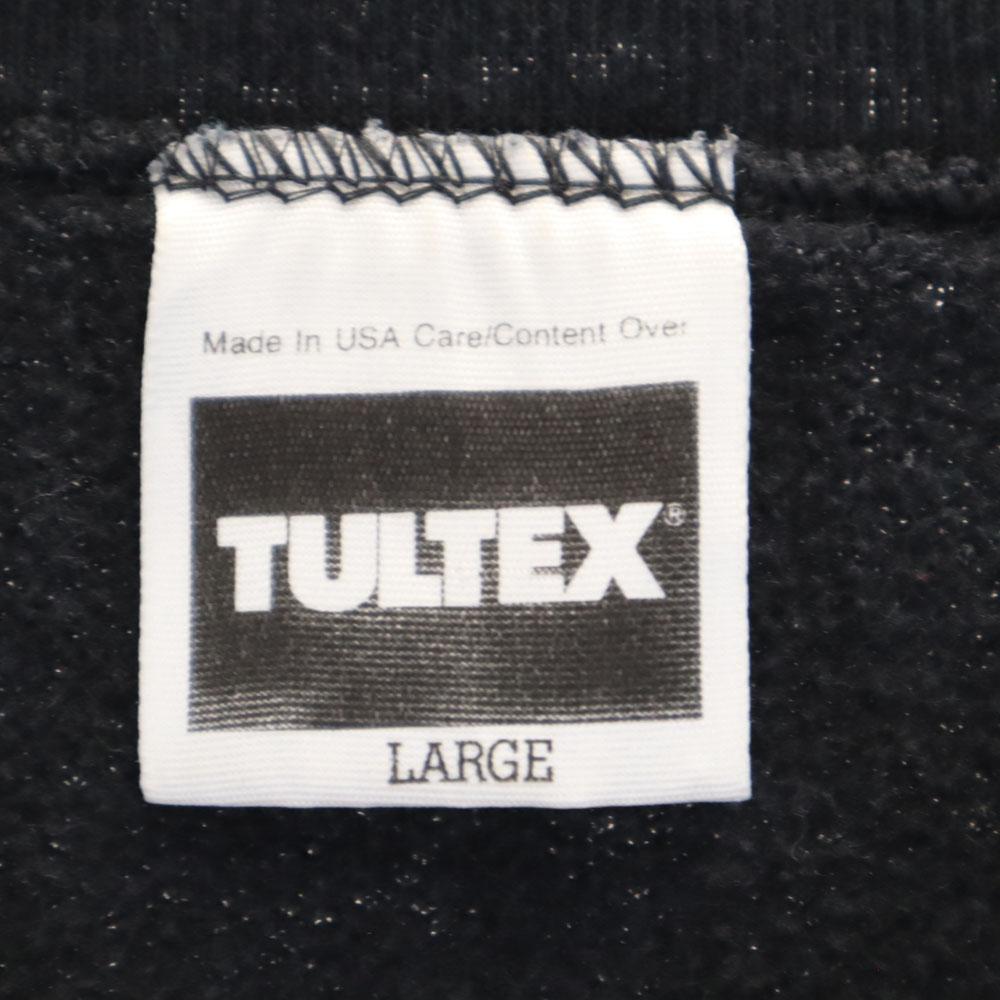 Made In USA Care/Content Over
TULTEX®
LARGE